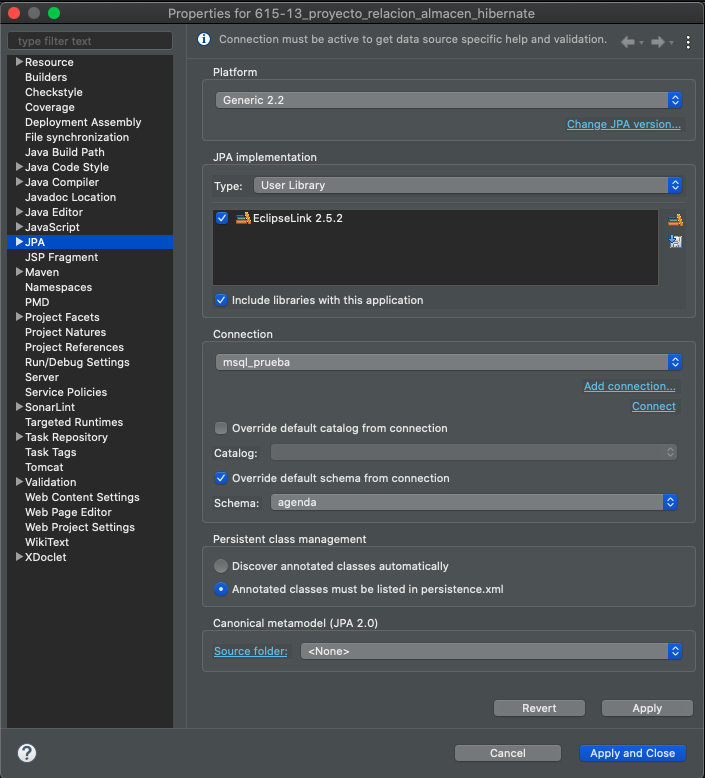 Properties for 615-13_proyecto_relacion_almacen_hibernate
type filter text
Resource
Builders
Checkstyle
Coverage
Deployment Assembly
File synchronization
Java Build Path
Java Code Style
Java Compiler
Javadoc Location
Java Editor
JavaScript
JPA
JSP Fragment
Maven
Namespaces
PMD
Project Facets
Project Natures
Project References
Run/Debug Settings
Server
Service Policies
SonarLint
Targeted Runtimes
Task Repository
Task Tags
Tomcat
Validation
Web Content Settings
Web Page Editor
Web Project Settings
WikiText
XDoclet
Connection must be active to get data source specific help and validation.
Platform
Generic 2.2
Change JPA version...
JPA implementation
Type: User Library
EclipseLink 2.5.2
Include libraries with this application
Connection
msql_prueba
Add connection...
Connect
Override default catalog from connection
Catalog:
Override default schema from connection
Schema: agenda
Persistent class management
Discover annotated classes automatically
Annotated classes must be listed in persistence.xml
Canonical metamodel (JPA 2.0)
Source folder: <None>
Revert Apply
? Cancel Apply and Close